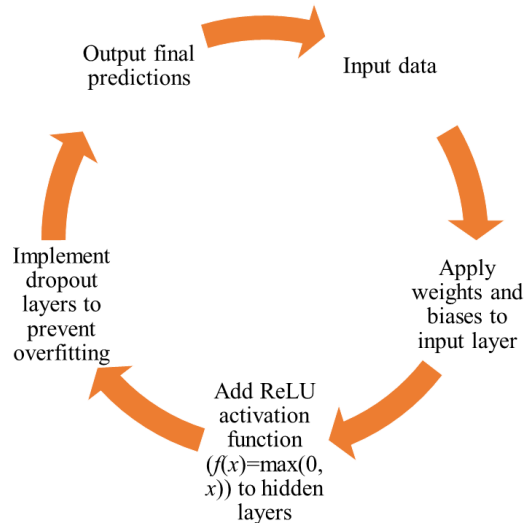 Input data
Apply
weights and
biases to
input layer
Add ReLU
activation
function
(f(x)=max(0,
x)) to hidden
layers
Implement
dropout
layers to
prevent
overfitting
Output final
predictions